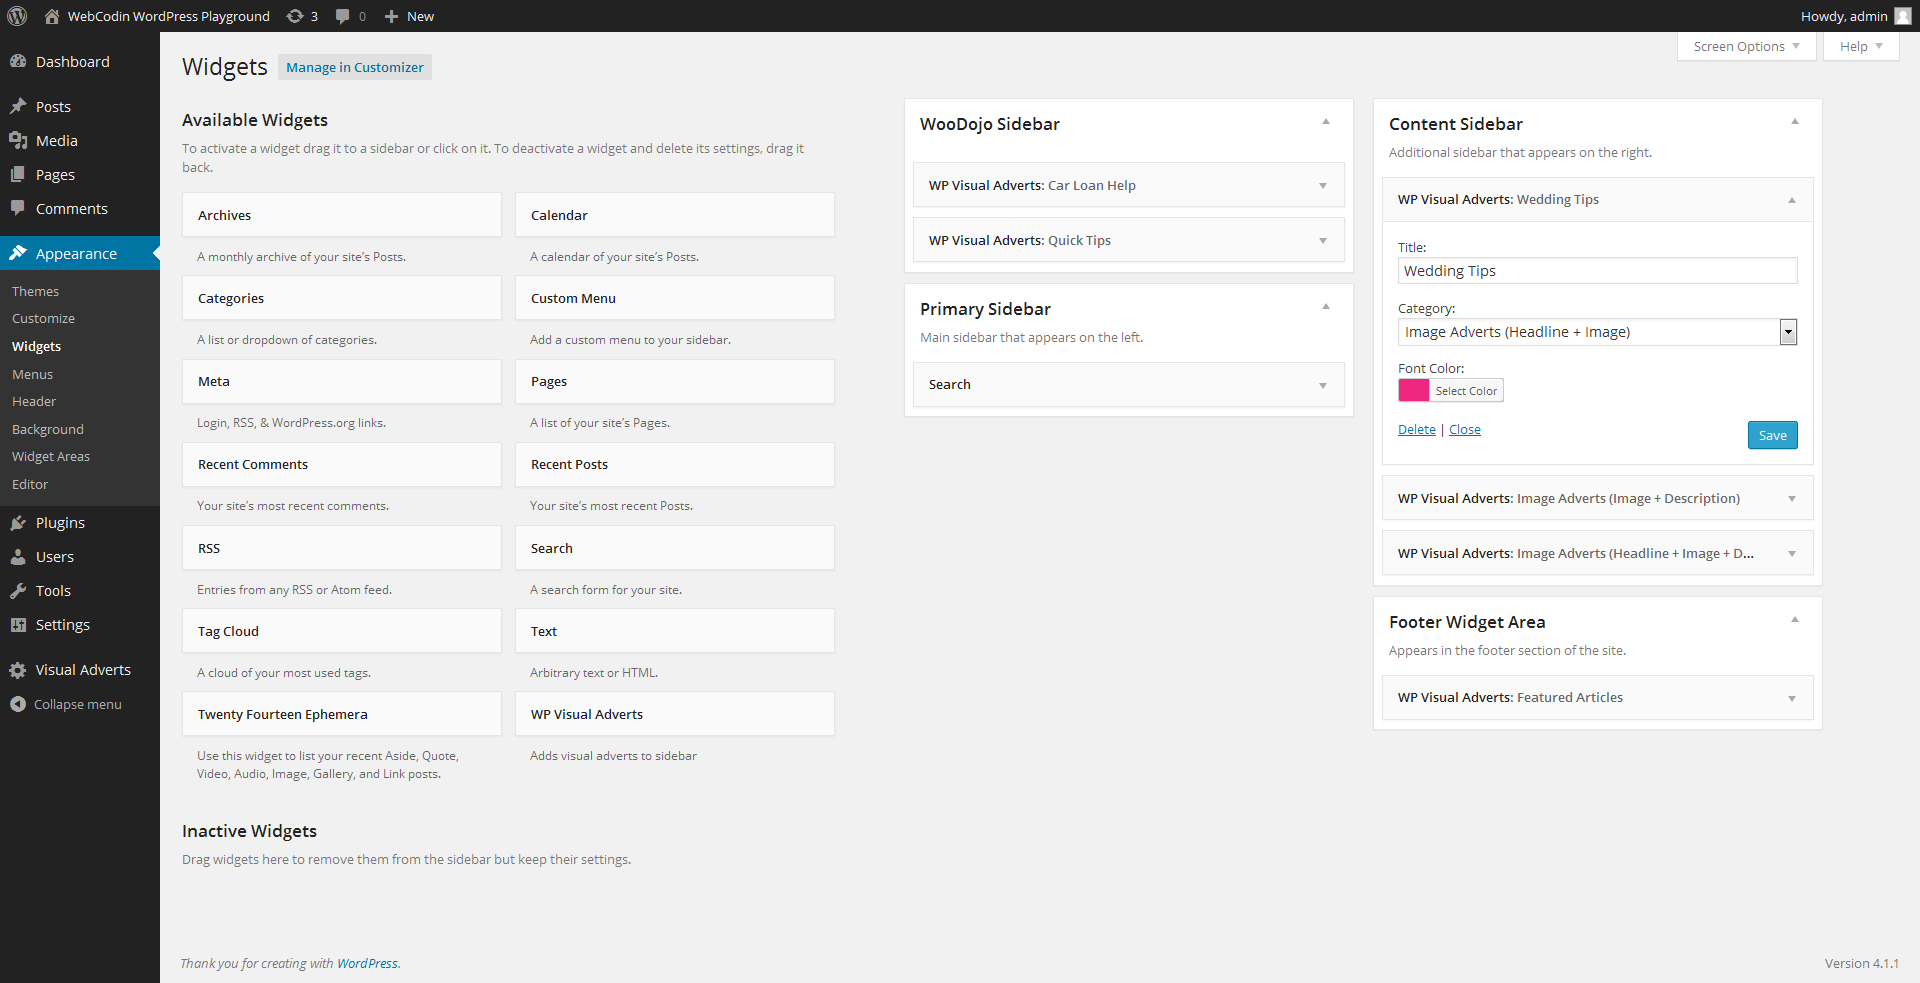 WebCodin WordPress Playground
3
0
New
Howdy, admin
Dashboard
Posts
Media
Pages
Comments
Appearance
Themes
Customize
Widgets
Menus
Header
Background
Widget Areas
Editor
Plugins
Users
Tools
Settings
Visual Adverts
Collapse menu
Screen Options
Help
Widgets
Manage in Customizer
Available Widgets
To activate a widget drag it to a sidebar or click on it. To deactivate a widget and delete its settings, drag it
back.
Archives
Calendar
A monthly archive of your site’s Posts.
A calendar of your site’s Posts.
Categories
Custom Menu
A list or dropdown of categories.
Add a custom menu to your sidebar.
Meta
Pages
Login, RSS, & WordPress.org links.
A list of your site’s Pages.
Recent Comments
Recent Posts
Your site’s most recent comments.
Your site’s most recent Posts.
RSS
Search
Entries from any RSS or Atom feed.
A search form for your site.
Tag Cloud
Text
A cloud of your most used tags.
Arbitrary text or HTML.
Twenty Fourteen Ephemera
WP Visual Adverts
Use this widget to list your recent Aside, Quote,
Video, Audio, Image, Gallery, and Link posts.
Adds visual adverts to sidebar
Inactive Widgets
Drag widgets here to remove them from the sidebar but keep their settings.
WooDojo Sidebar
WP Visual Adverts: Car Loan Help
WP Visual Adverts: Quick Tips
Primary Sidebar
Main sidebar that appears on the left.
Search
Content Sidebar
Additional sidebar that appears on the right.
WP Visual Adverts: Wedding Tips
Title:
Wedding Tips
Category:
Image Adverts (Headline + Image)
Font Color:
Select Color
Delete | Close
Save
WP Visual Adverts: Image Adverts (Image + Description)
WP Visual Adverts: Image Adverts (Headline + Image + D...
Footer Widget Area
Appears in the footer section of the site.
WP Visual Adverts: Featured Articles
Thank you for creating with WordPress.
Version 4.1.1